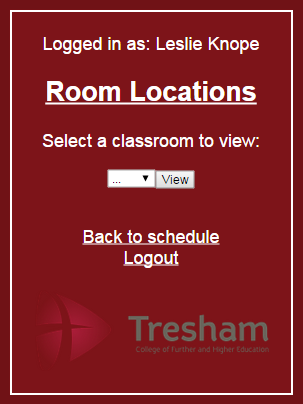 Logged in as: Leslie Knope
Room Locations
Select a classroom to view:
... View
Back to schedule
Logout
Tresham
College of Further and Higher Education